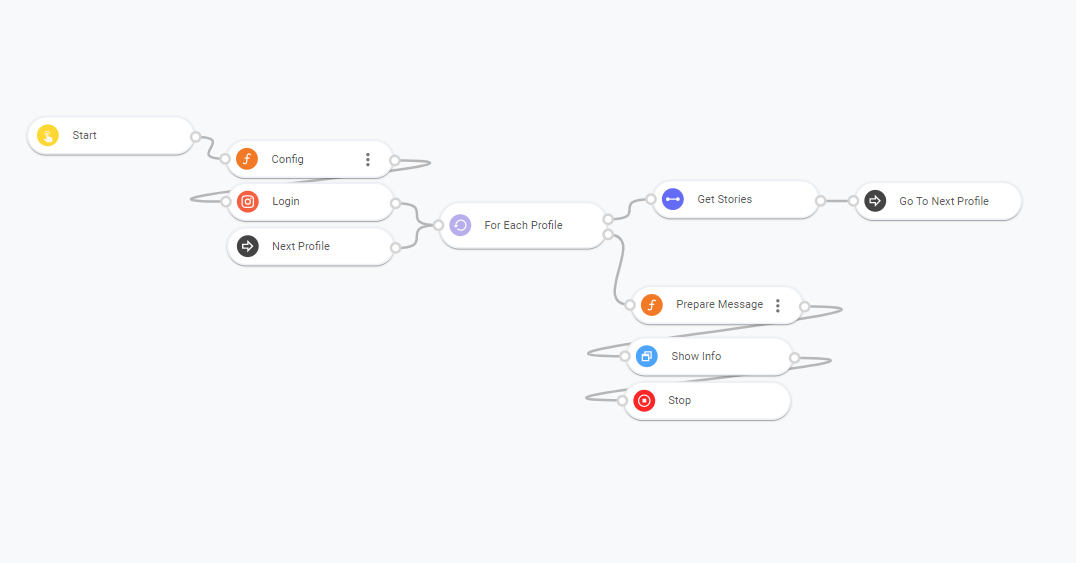 Start
Config
Login
Next Profile
For Each Profile
Get Stories
Go To Next Profile
Prepare Message
Show Info
Stop